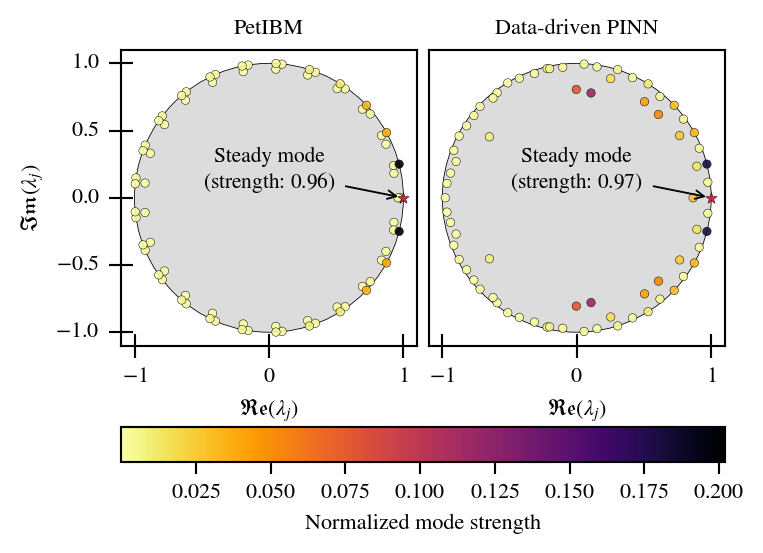 PetIBM
Data-driven PINN
1.0
0.5
0.0
−0.5
−1.0
𝕴𝖒(λⱼ)
Steady mode
(strength: 0.96)
Steady mode
(strength: 0.97)
−1
0
1
−1
0
1
𝕽𝖊(λⱼ)
𝕽𝖊(λⱼ)
0.025
0.050
0.075
0.100
0.125
0.150
0.175
0.200
Normalized mode strength